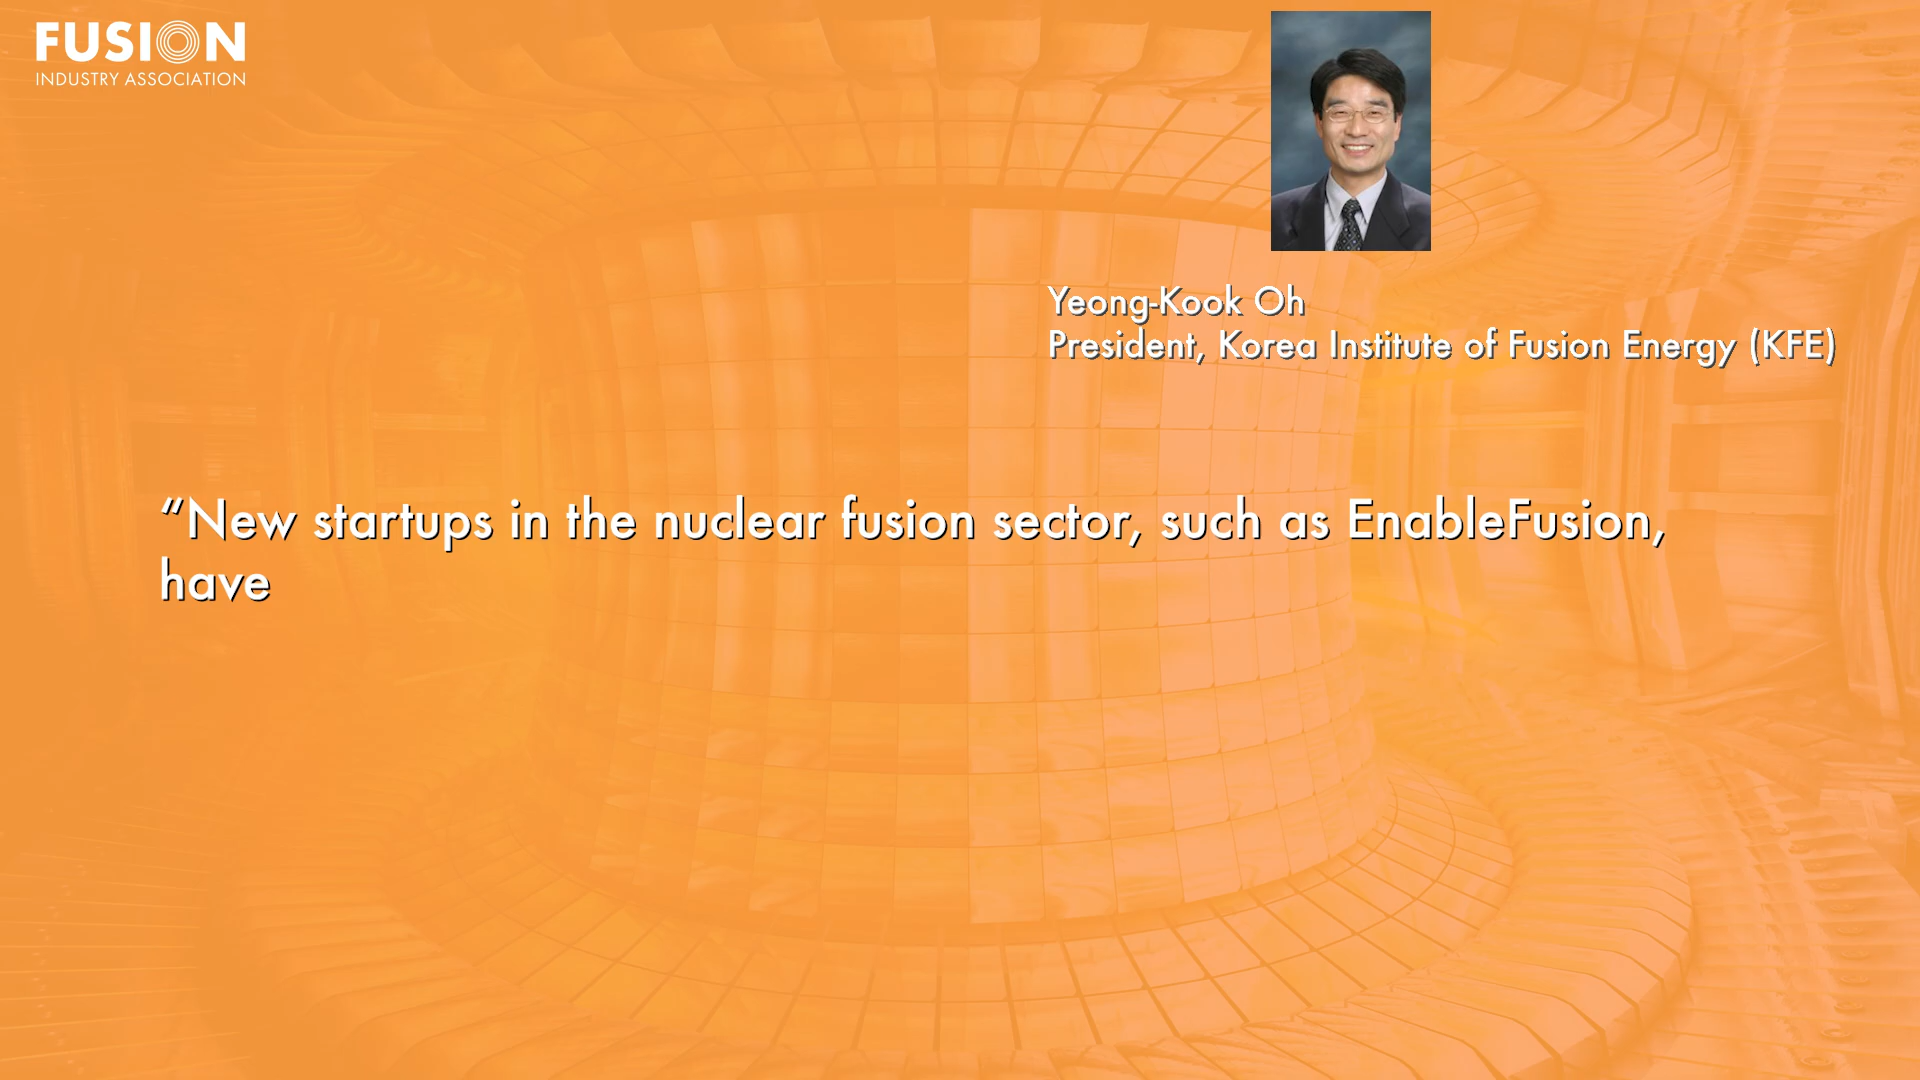 FUSION
INDUSTRY ASSOCIATION
Yeong-Kook Oh
President, Korea Institute of Fusion Energy (KFE)
“New startups in the nuclear fusion sector, such as EnableFusion,
have